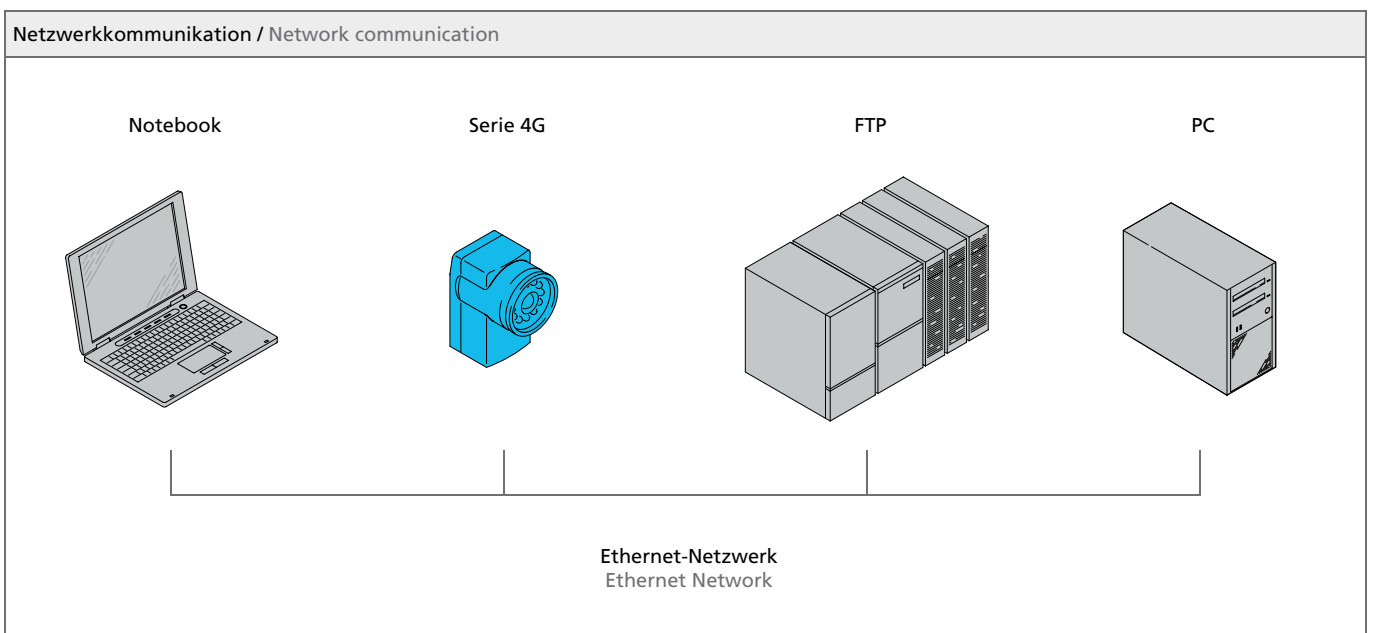 Netzwerkkommunikation / Network communication
Notebook
Serie 4G
FTP
PC
Ethernet-Netzwerk
Ethernet Network